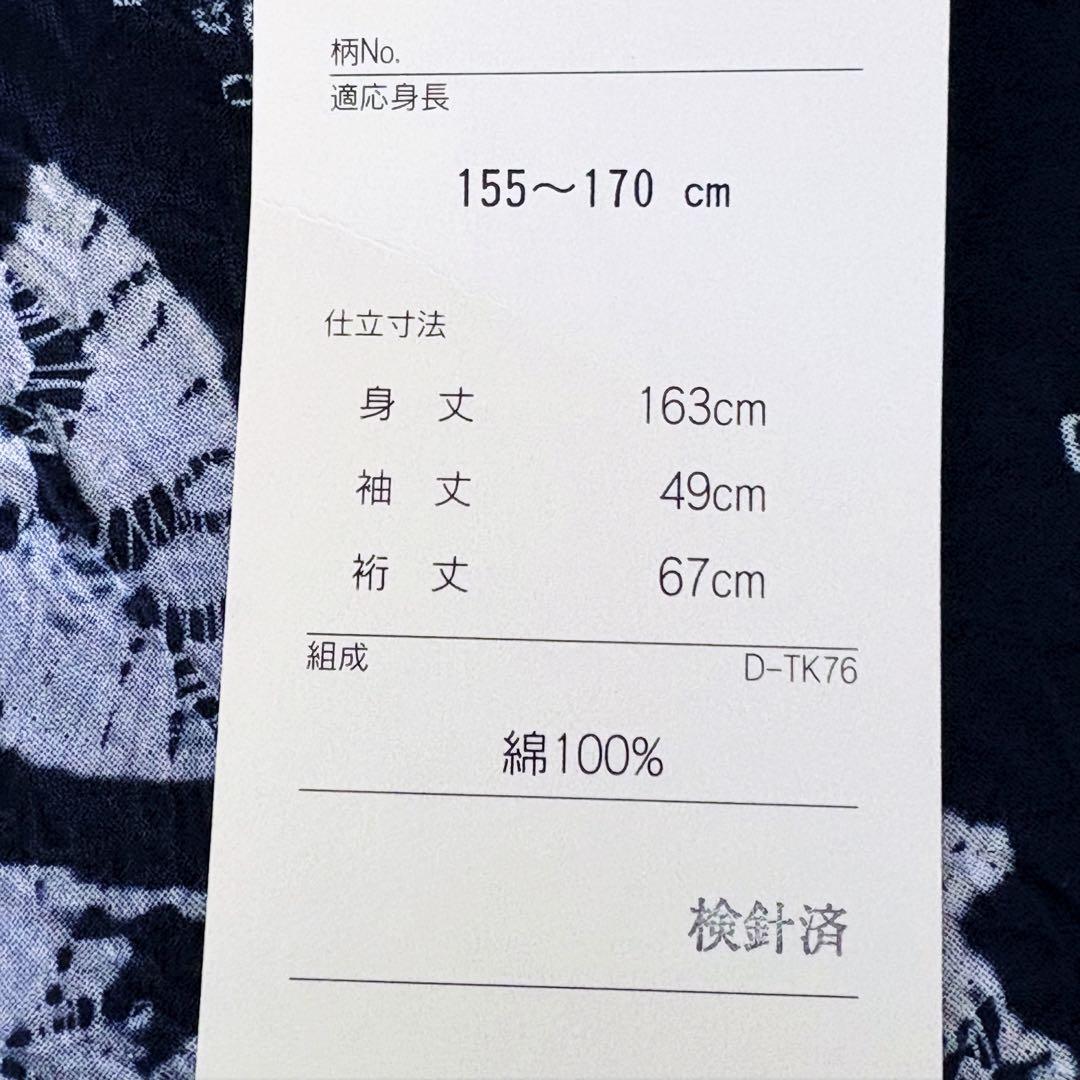 柄No.
適応身長
155〜170 cm
仕立寸法
身 丈 163cm
袖 丈 49cm
裄 丈 67cm
組成 D-TK76
綿100%
検針済